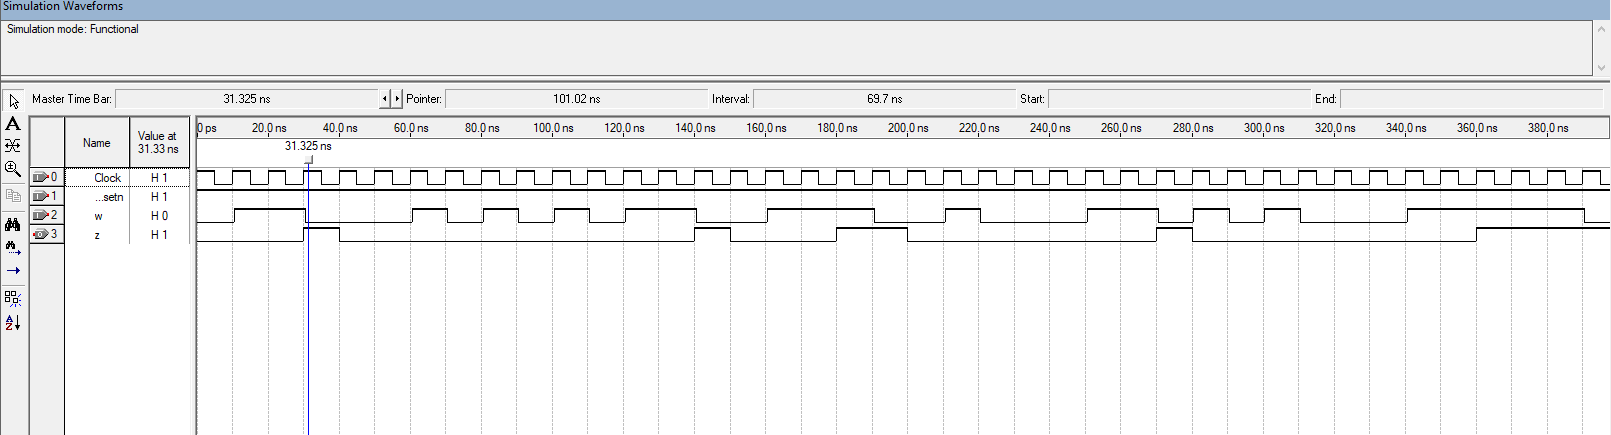 Simulation Waveforms
Simulation mode: Functional
Master Time Bar: 31.325 ns Pointer: 101.02 ns Interval: 69.7 ns Start: End:
Name Value at 31.33 ns 0 ps 20.0 ns 40.0 ns 60.0 ns 80.0 ns 100.0 ns 120.0 ns 140.0 ns 160.0 ns 180.0 ns 200.0 ns 220.0 ns 240.0 ns 260.0 ns 280.0 ns 300.0 ns 320.0 ns 340.0 ns 360.0 ns 380.0 ns
31.325 ns
0 Clock H 1
1 ...setn H 1
2 w H 0
3 z H 1
A
A
Z